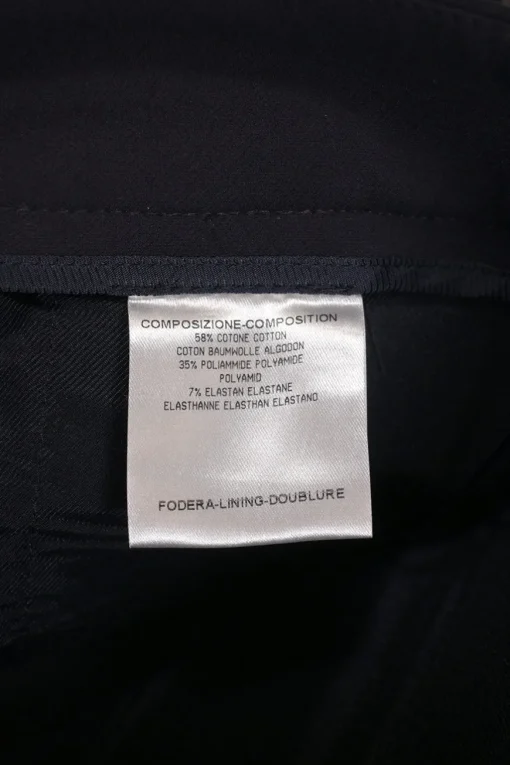 COMPOSIZIONE-COMPOSITION
58% COTONE COTTON
COTON BAUMWOLLE ALGODON
35% POLIAMMIDE POLYAMIDE
POLYAMID
7% ELASTAN ELASTANE
ELASTHANNE ELASTHAN ELASTANO
FODERA-LINING-DOUBLURE